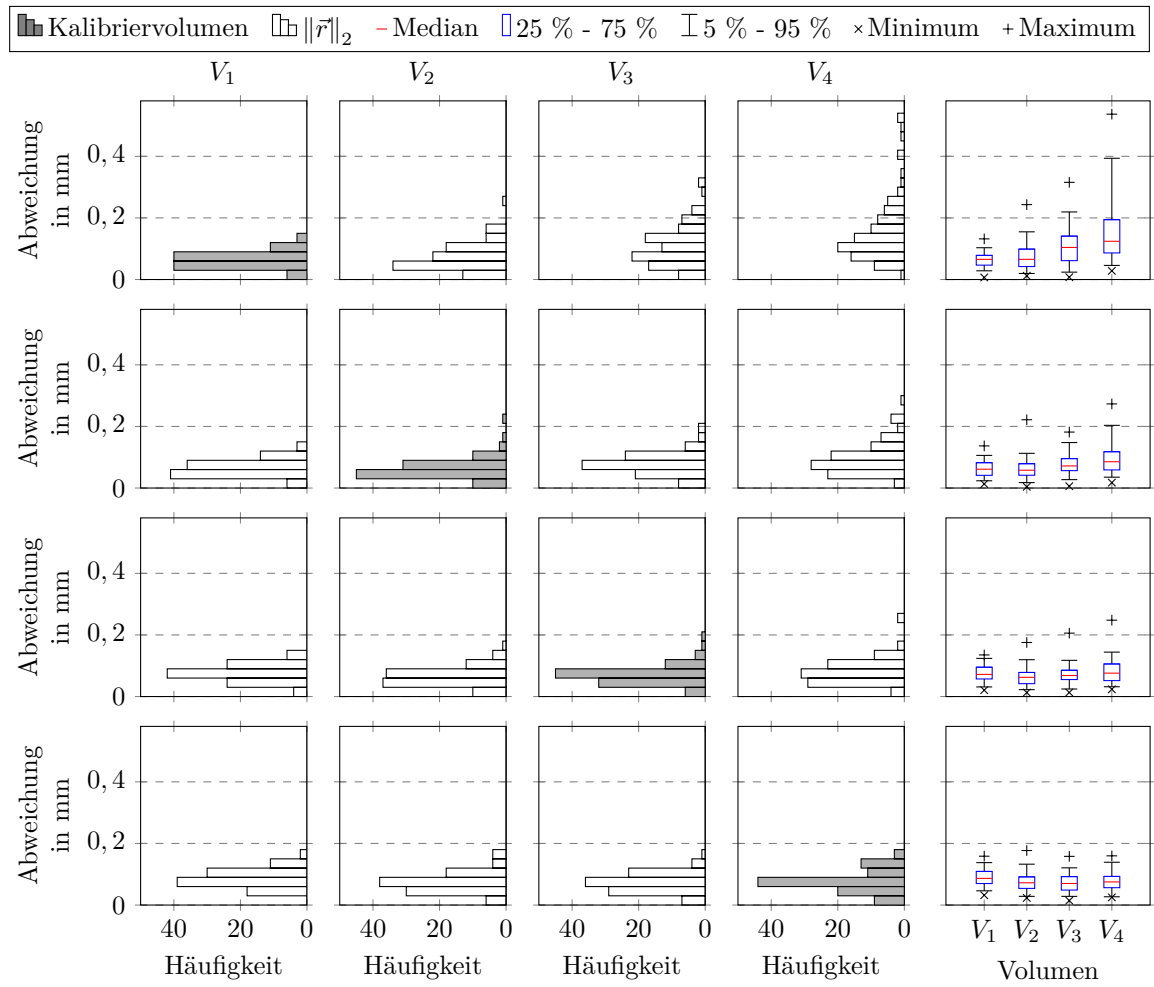 Kalibriervolumen ‖r⃗‖₂ Median 25 % - 75 % 5 % - 95 % Minimum Maximum
V₁ V₂ V₃ V₄
Abweichung
in mm
0,4
0,2
0
Abweichung
in mm
0,4
0,2
0
Abweichung
in mm
0,4
0,2
0
Abweichung
in mm
0,4
0,2
0
40 20 0 40 20 0 40 20 0 40 20 0 V₁ V₂ V₃ V₄
Häufigkeit Häufigkeit Häufigkeit Häufigkeit Volumen